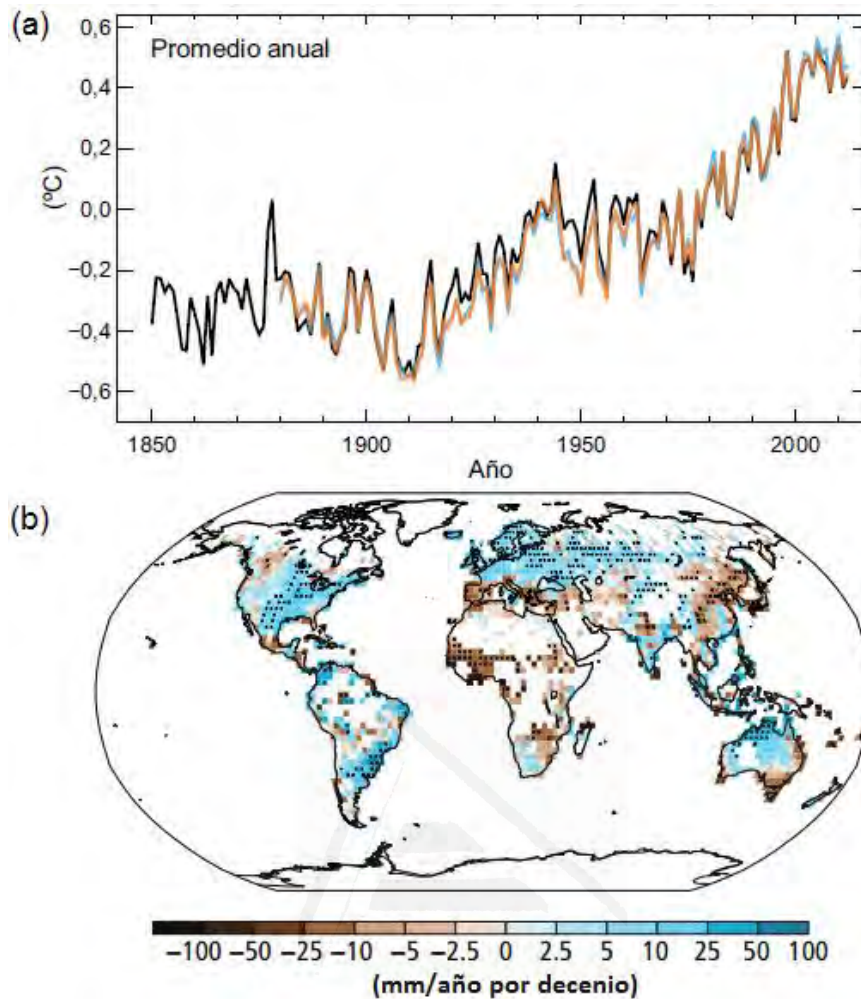 (a)
0,6
Promedio anual
0,4
0,2
(ºC)
0,0
−0,2
−0,4
−0,6
1850 1900 1950 2000
Año
(b)
−100 −50 −25 −10 −5 −2.5 0 2.5 5 10 25 50 100
(mm/año por decenio)